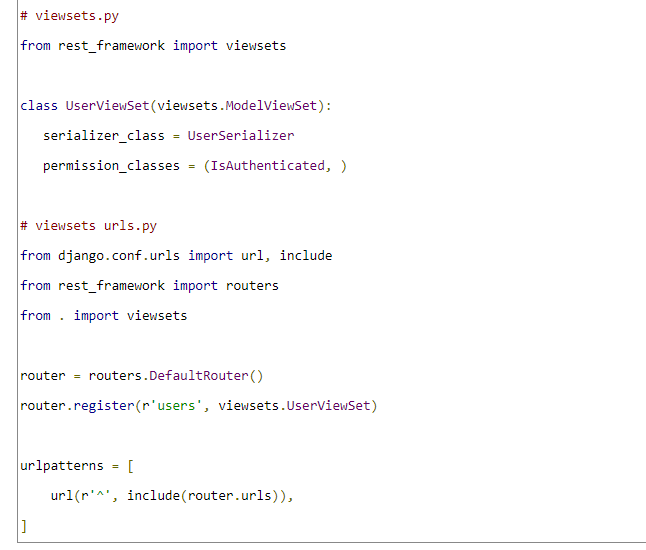 # viewsets.py
from rest_framework import viewsets
class UserViewSet(viewsets.ModelViewSet):
   serializer_class = UserSerializer
   permission_classes = (IsAuthenticated, )
# viewsets urls.py
from django.conf.urls import url, include
from rest_framework import routers
from . import viewsets
router = routers.DefaultRouter()
router.register(r'users', viewsets.UserViewSet)
urlpatterns = [
    url(r'^', include(router.urls)),
]